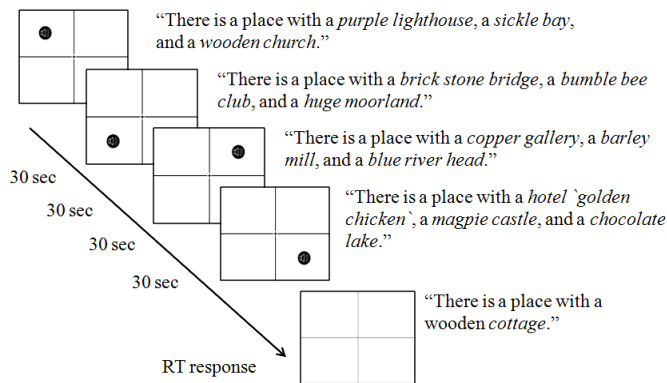 “There is a place with a purple lighthouse, a sickle bay,
and a wooden church.”
“There is a place with a brick stone bridge, a bumble bee
club, and a huge moorland.”
“There is a place with a copper gallery, a barley
mill, and a blue river head.”
30 sec
“There is a place with a hotel `golden
chicken`, a magpie castle, and a chocolate
lake.”
30 sec
30 sec
30 sec
“There is a place with a
wooden cottage.”
RT response